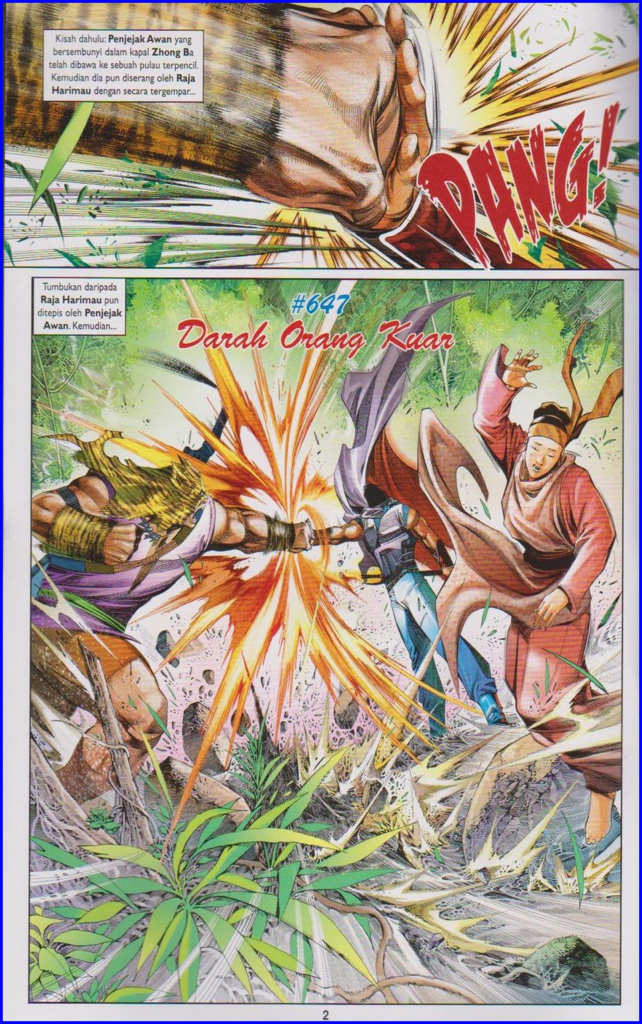 Kisah dahulu: Penjejak Awan yang
bersembunyi dalam kapal Zhong Ba
telah dibawa ke sebuah pulau terpencil.
Kemudian dia pun diserang oleh Raja
Harimau dengan secara tergempar...
PANG!
Tumbukan daripada
Raja Harimau pun
ditepis oleh Penjejak
Awan. Kemudian...
#647
Darah Orang Kuar
2